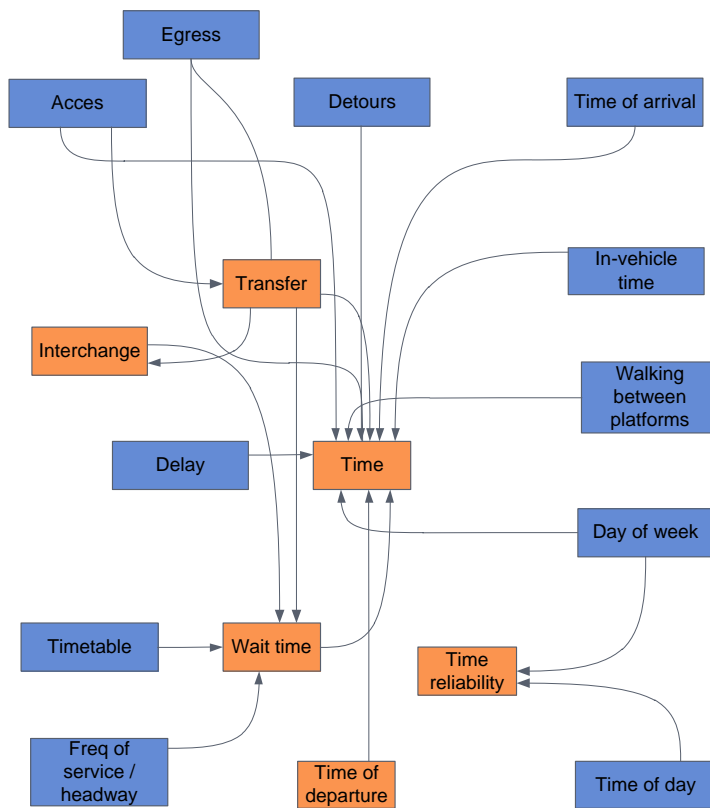 Egress
Acces
Detours
Time of arrival
Transfer
In-vehicle
time
Interchange
Walking
between
platforms
Delay
Time
Day of week
Timetable
Wait time
Time
reliability
Freq of
service /
headway
Time of
departure
Time of day